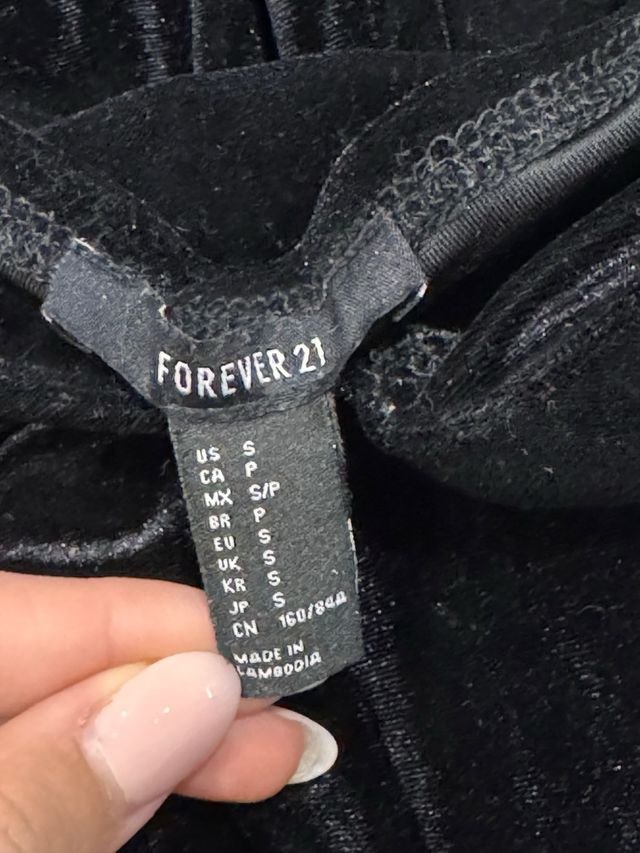 FOREVER 21
US S
CA P
MX S/P
BR P
EU S
UK S
KR S
JP S
CN 160/84A
MADE IN
CAMBODIA